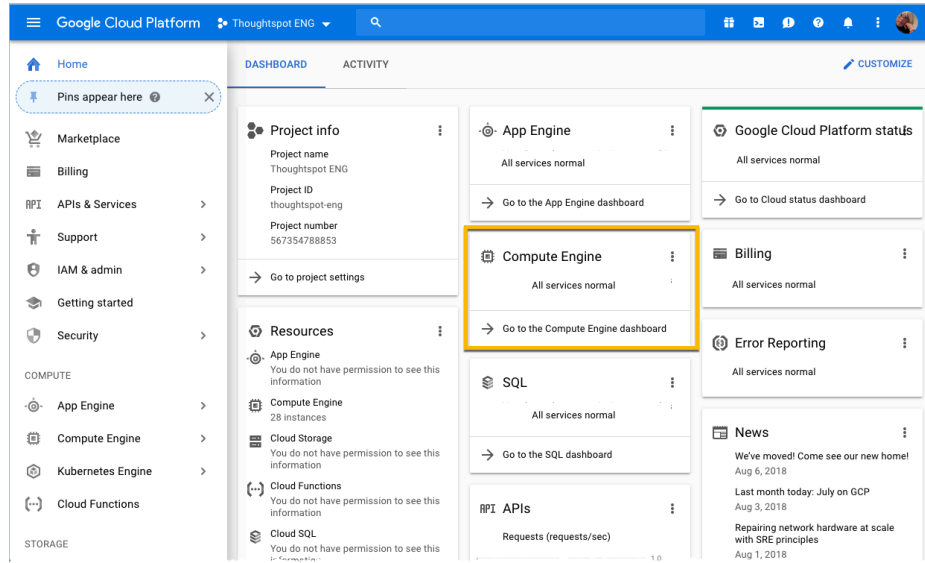 Google Cloud Platform
Thoughtspot ENG
Home
Pins appear here
Marketplace
Billing
API APIs & Services
Support
IAM & admin
Getting started
Security
COMPUTE
App Engine
Compute Engine
Kubernetes Engine
Cloud Functions
STORAGE
DASHBOARD
ACTIVITY
CUSTOMIZE
Project info
Project name
Thoughtspot ENG
Project ID
thoughtspot-eng
Project number
567354788853
Go to project settings
Resources
App Engine
You do not have permission to see this
information
Compute Engine
28 instances
Cloud Storage
You do not have permission to see this
information
Cloud Functions
You do not have permission to see this
information
Cloud SQL
You do not have permission to see this
App Engine
All services normal
Go to the App Engine dashboard
Compute Engine
All services normal
Go to the Compute Engine dashboard
SQL
All services normal
Go to the SQL dashboard
API APIs
Requests (requests/sec)
1.0
Google Cloud Platform status
All services normal
Go to Cloud status dashboard
Billing
All services normal
Error Reporting
All services normal
News
We've moved! Come see our new home!
Aug 6, 2018
Last month today: July on GCP
Aug 3, 2018
Repairing network hardware at scale
with SRE principles
Aug 1, 2018